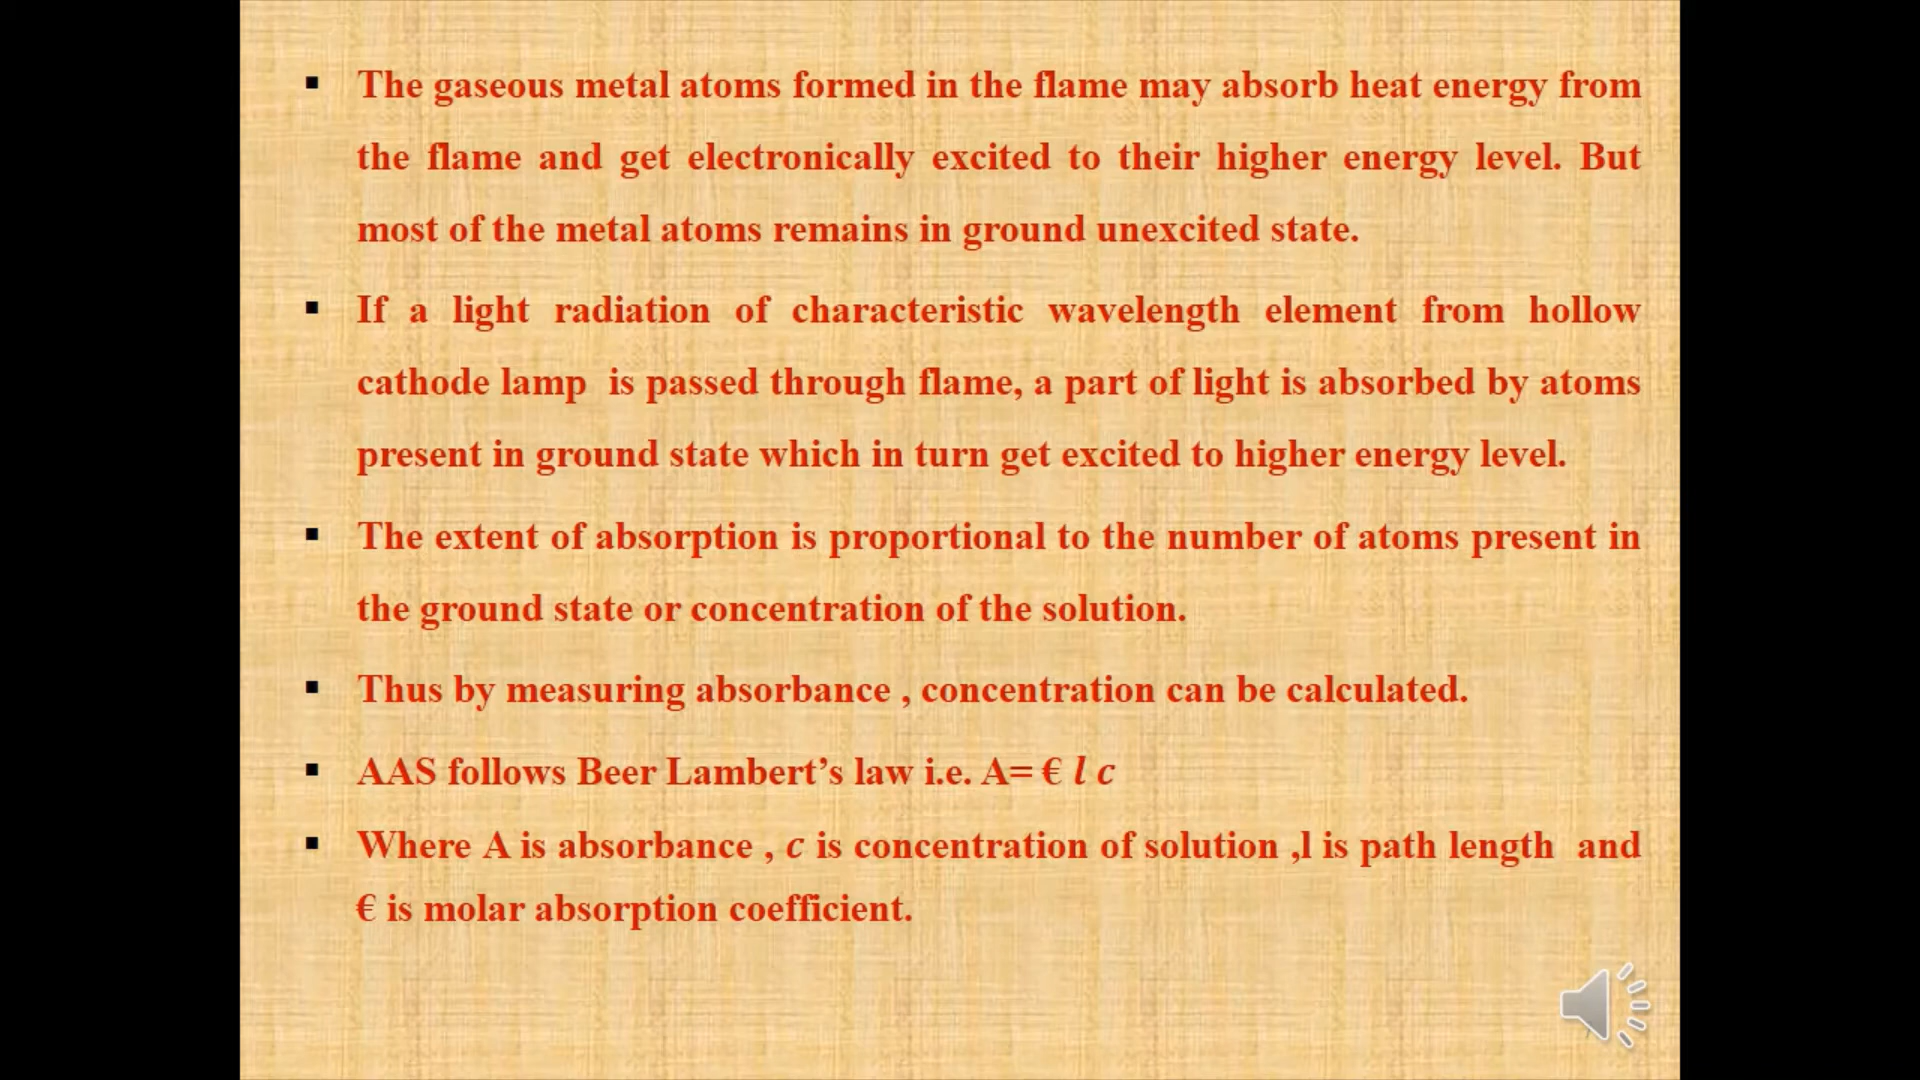 ▪ The gaseous metal atoms formed in the flame may absorb heat energy from
the flame and get electronically excited to their higher energy level. But
most of the metal atoms remains in ground unexcited state.
▪ If a light radiation of characteristic wavelength element from hollow
cathode lamp is passed through flame, a part of light is absorbed by atoms
present in ground state which in turn get excited to higher energy level.
▪ The extent of absorption is proportional to the number of atoms present in
the ground state or concentration of the solution.
▪ Thus by measuring absorbance , concentration can be calculated.
▪ AAS follows Beer Lambert’s law i.e. A= € l c
▪ Where A is absorbance , c is concentration of solution ,l is path length and
€ is molar absorption coefficient.